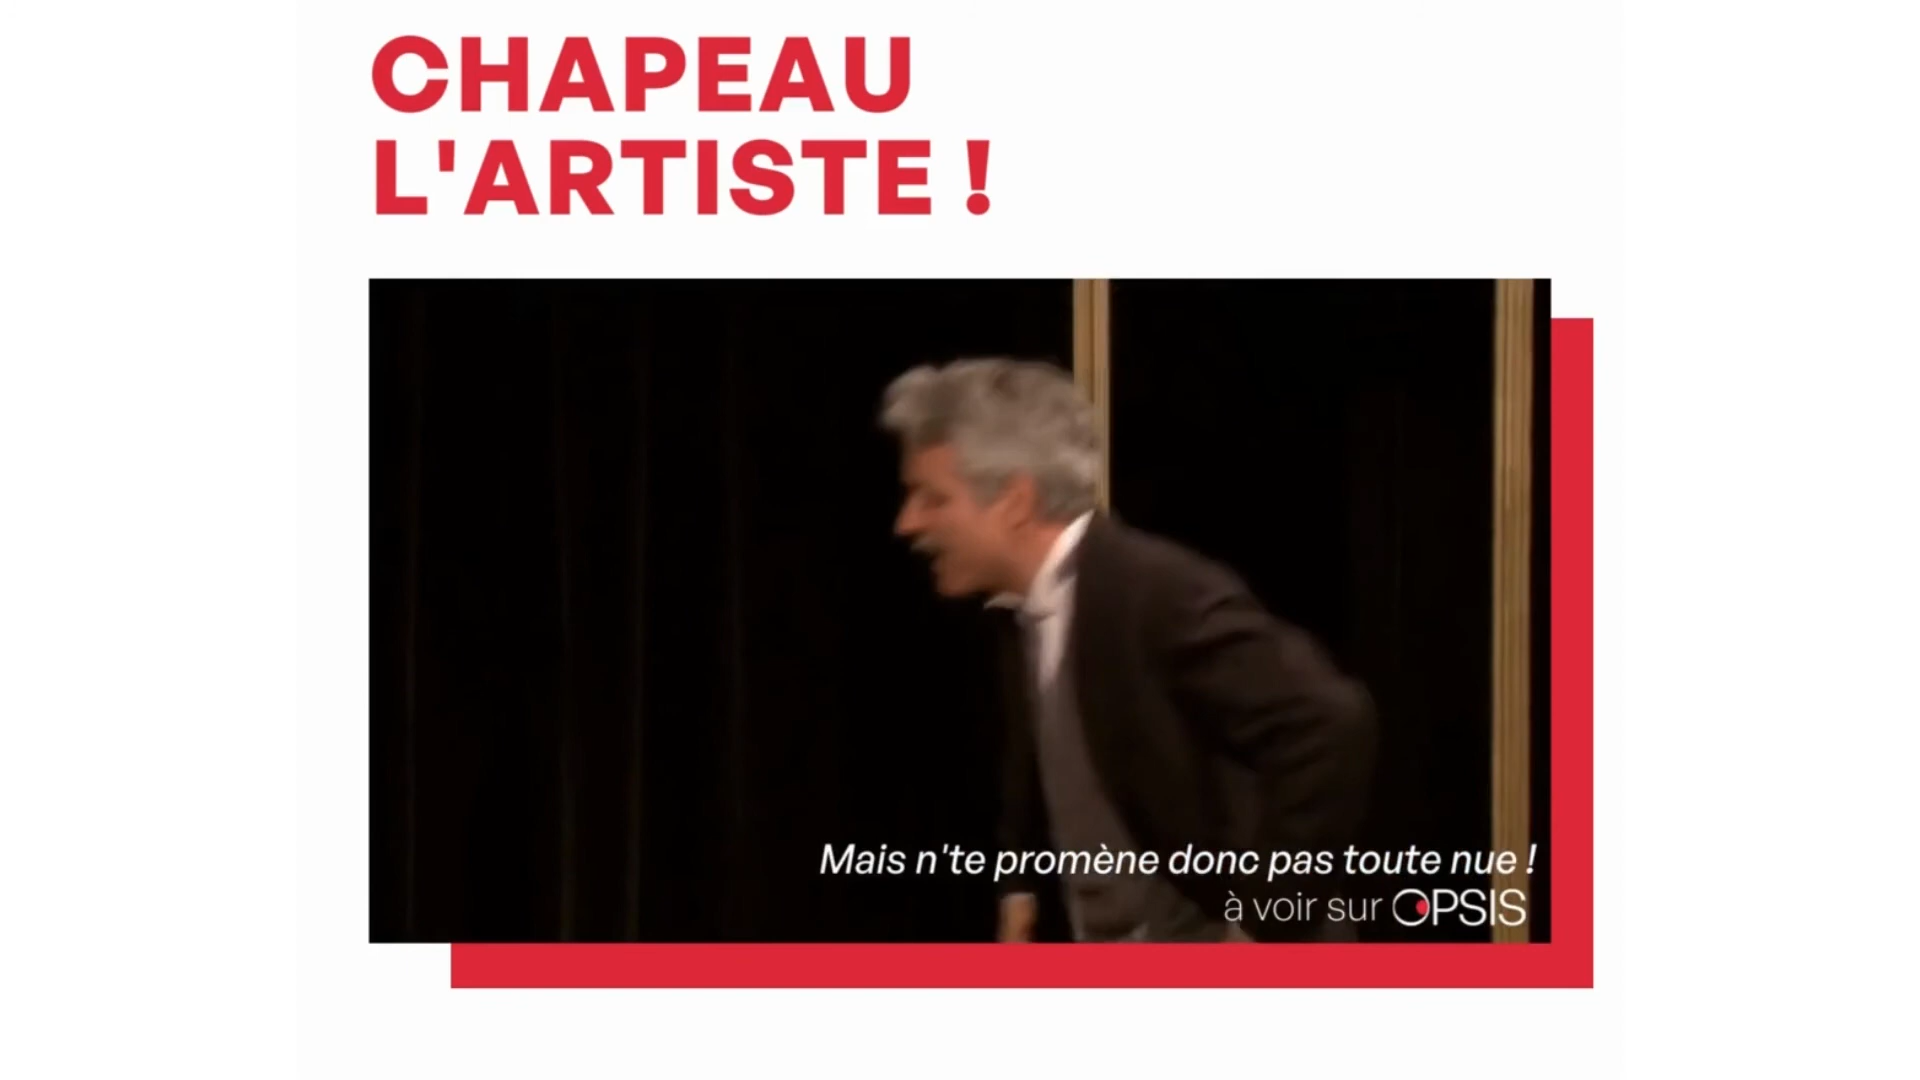 CHAPEAU
L'ARTISTE !
Mais n'te promène donc pas toute nue !
à voir sur OPSIS